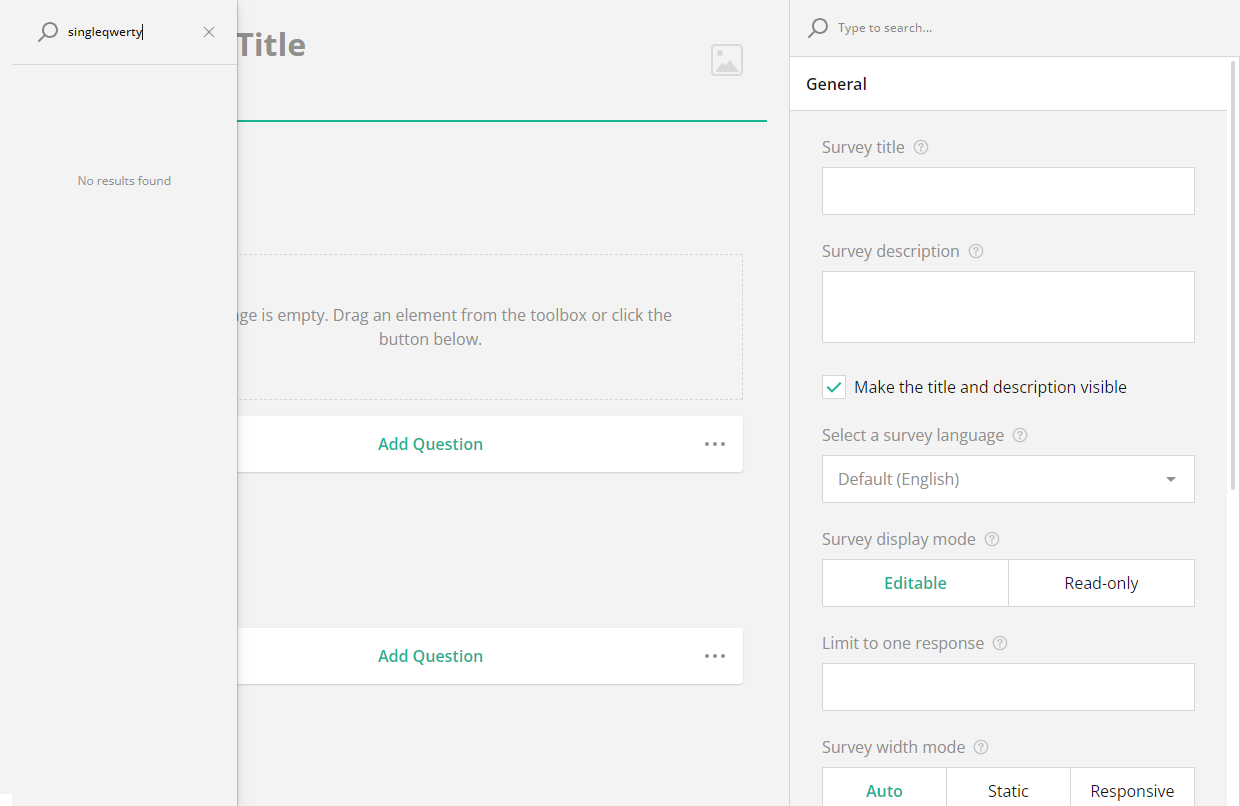 singleqwerty
No results found
Title
ge is empty. Drag an element from the toolbox or click the
button below.
Add Question
Add Question
Type to search...
General
Survey title
Survey description
Make the title and description visible
Select a survey language
Default (English)
Survey display mode
Editable
Read-only
Limit to one response
Survey width mode
Auto
Static
Responsive